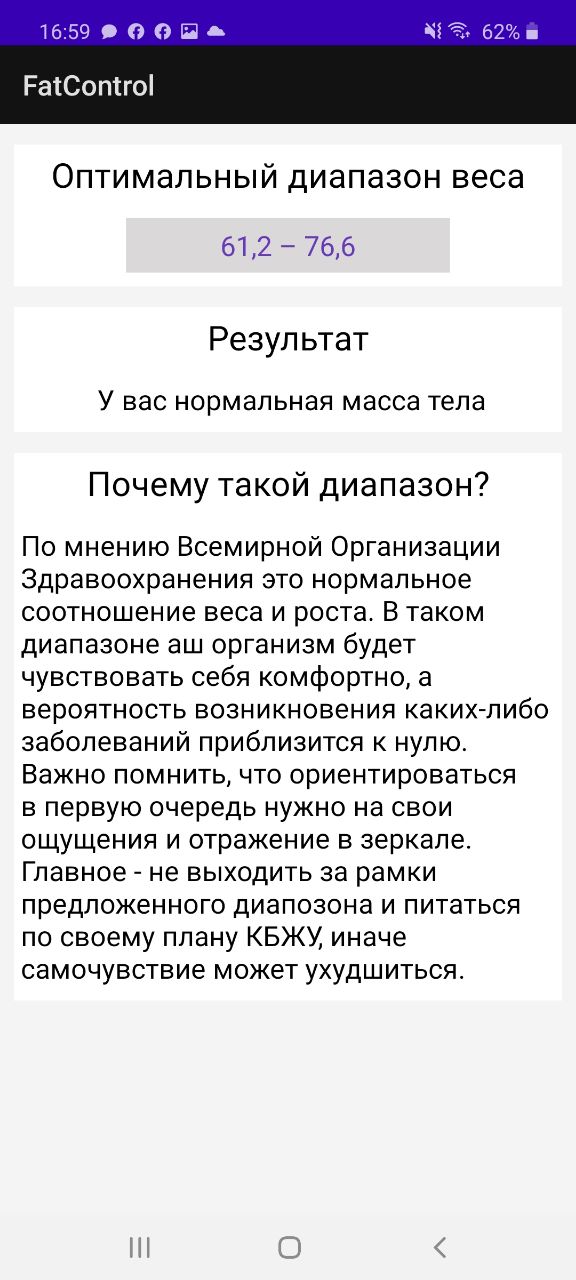 16:59
62%
FatControl
Оптимальный диапазон веса
61,2 – 76,6
Результат
У вас нормальная масса тела
Почему такой диапазон?
По мнению Всемирной Организации
Здравоохранения это нормальное
соотношение веса и роста. В таком
диапазоне аш организм будет
чувствовать себя комфортно, а
вероятность возникновения каких-либо
заболеваний приблизится к нулю.
Важно помнить, что ориентироваться
в первую очередь нужно на свои
ощущения и отражение в зеркале.
Главное - не выходить за рамки
предложенного диапозона и питаться
по своему плану КБЖУ, иначе
самочувствие может ухудшиться.